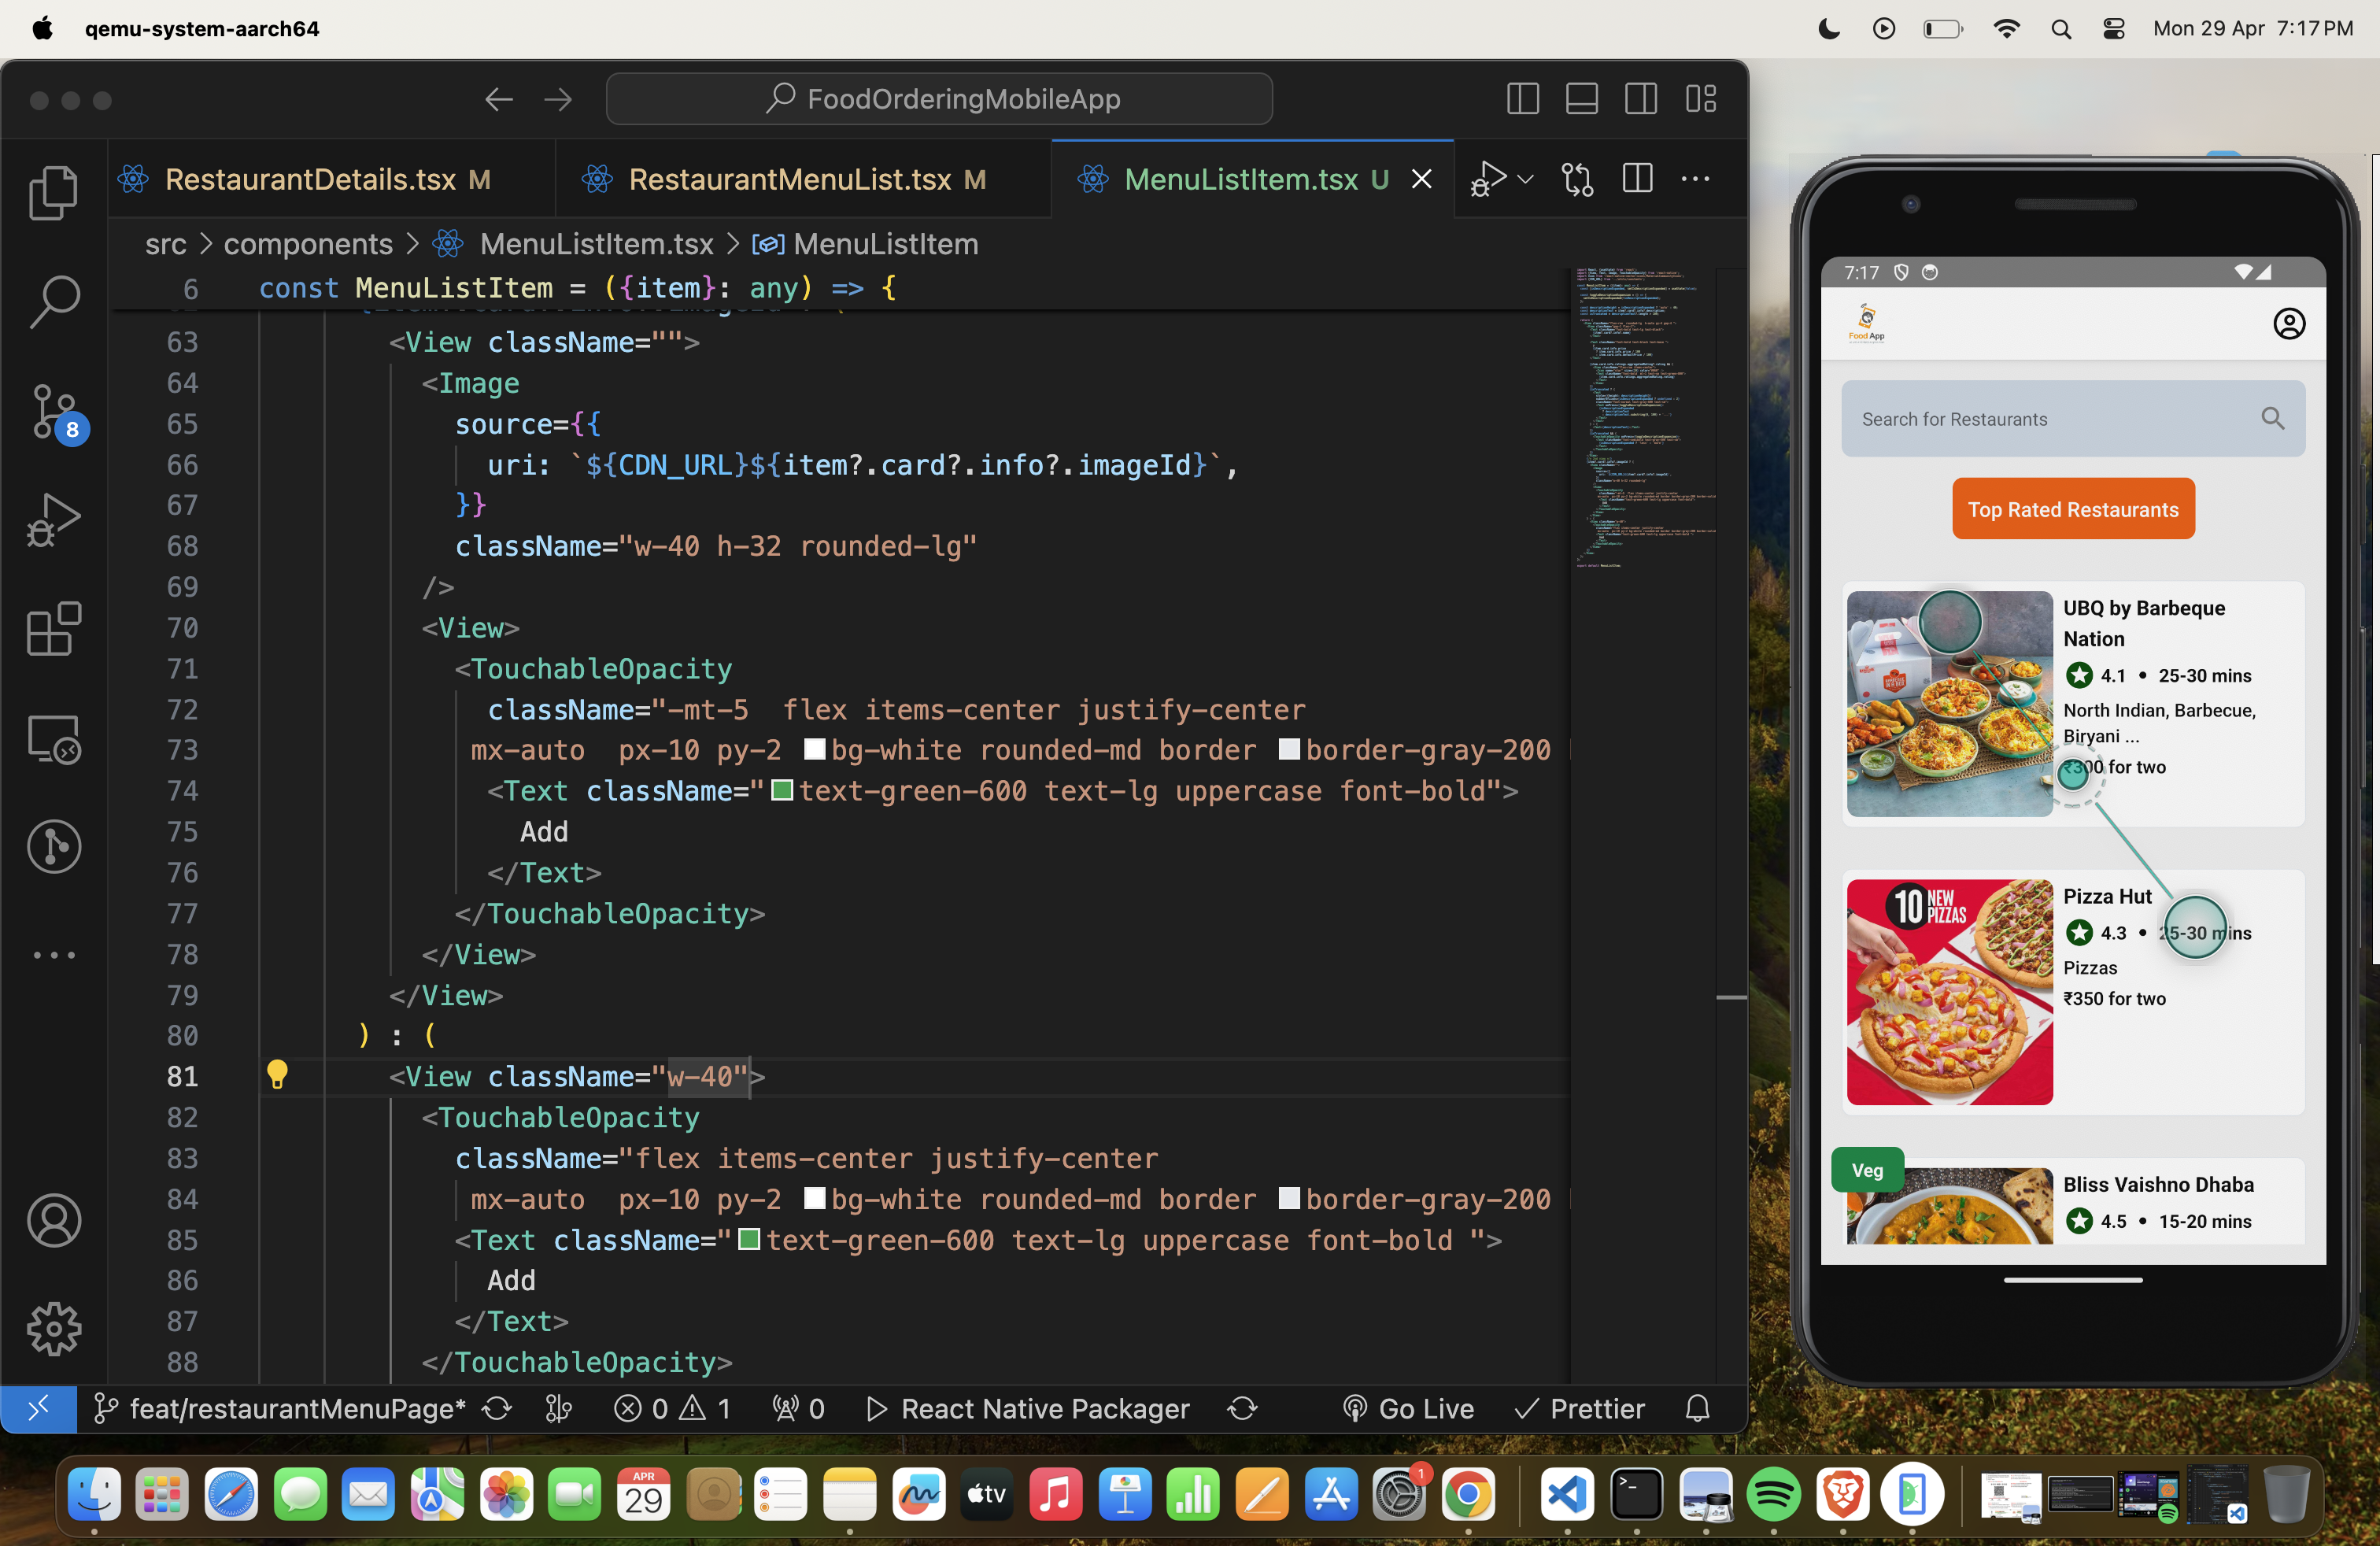 qemu-system-aarch64
Mon 29 Apr 7:17 PM
FoodOrderingMobileApp
RestaurantDetails.tsx M
RestaurantMenuList.tsx M
MenuListItem.tsx U
src > components > MenuListItem.tsx > MenuListItem
6 const MenuListItem = ({item}: any) => {
63 <View className="">
64 <Image
65 source={{
66 uri: `${CDN_URL}${item?.card?.info?.imageId}`,
67 }}
68 className="w-40 h-32 rounded-lg"
69 />
70 <View>
71 <TouchableOpacity
72 className="-mt-5  flex items-center justify-center
73 mx-auto  px-10 py-2 bg-white rounded-md border border-gray-200
74 <Text className="text-green-600 text-lg uppercase font-bold">
75 Add
76 </Text>
77 </TouchableOpacity>
78 </View>
79 </View>
80 ) : (
81 <View className="w-40">
82 <TouchableOpacity
83 className="flex items-center justify-center
84 mx-auto  px-10 py-2 bg-white rounded-md border border-gray-200
85 <Text className="text-green-600 text-lg uppercase font-bold ">
86 Add
87 </Text>
88 </TouchableOpacity>
8
feat/restaurantMenuPage*
0
1
0
React Native Packager
Go Live
Prettier
7:17
Food App
Search for Restaurants
Top Rated Restaurants
UBQ by Barbeque
Nation
4.1 • 25-30 mins
North Indian, Barbecue,
Biryani ...
₹300 for two
10 NEW
PIZZAS
Pizza Hut
4.3 • 25-30 mins
Pizzas
₹350 for two
Veg
Bliss Vaishno Dhaba
4.5 • 15-20 mins
APR
29
tv
1